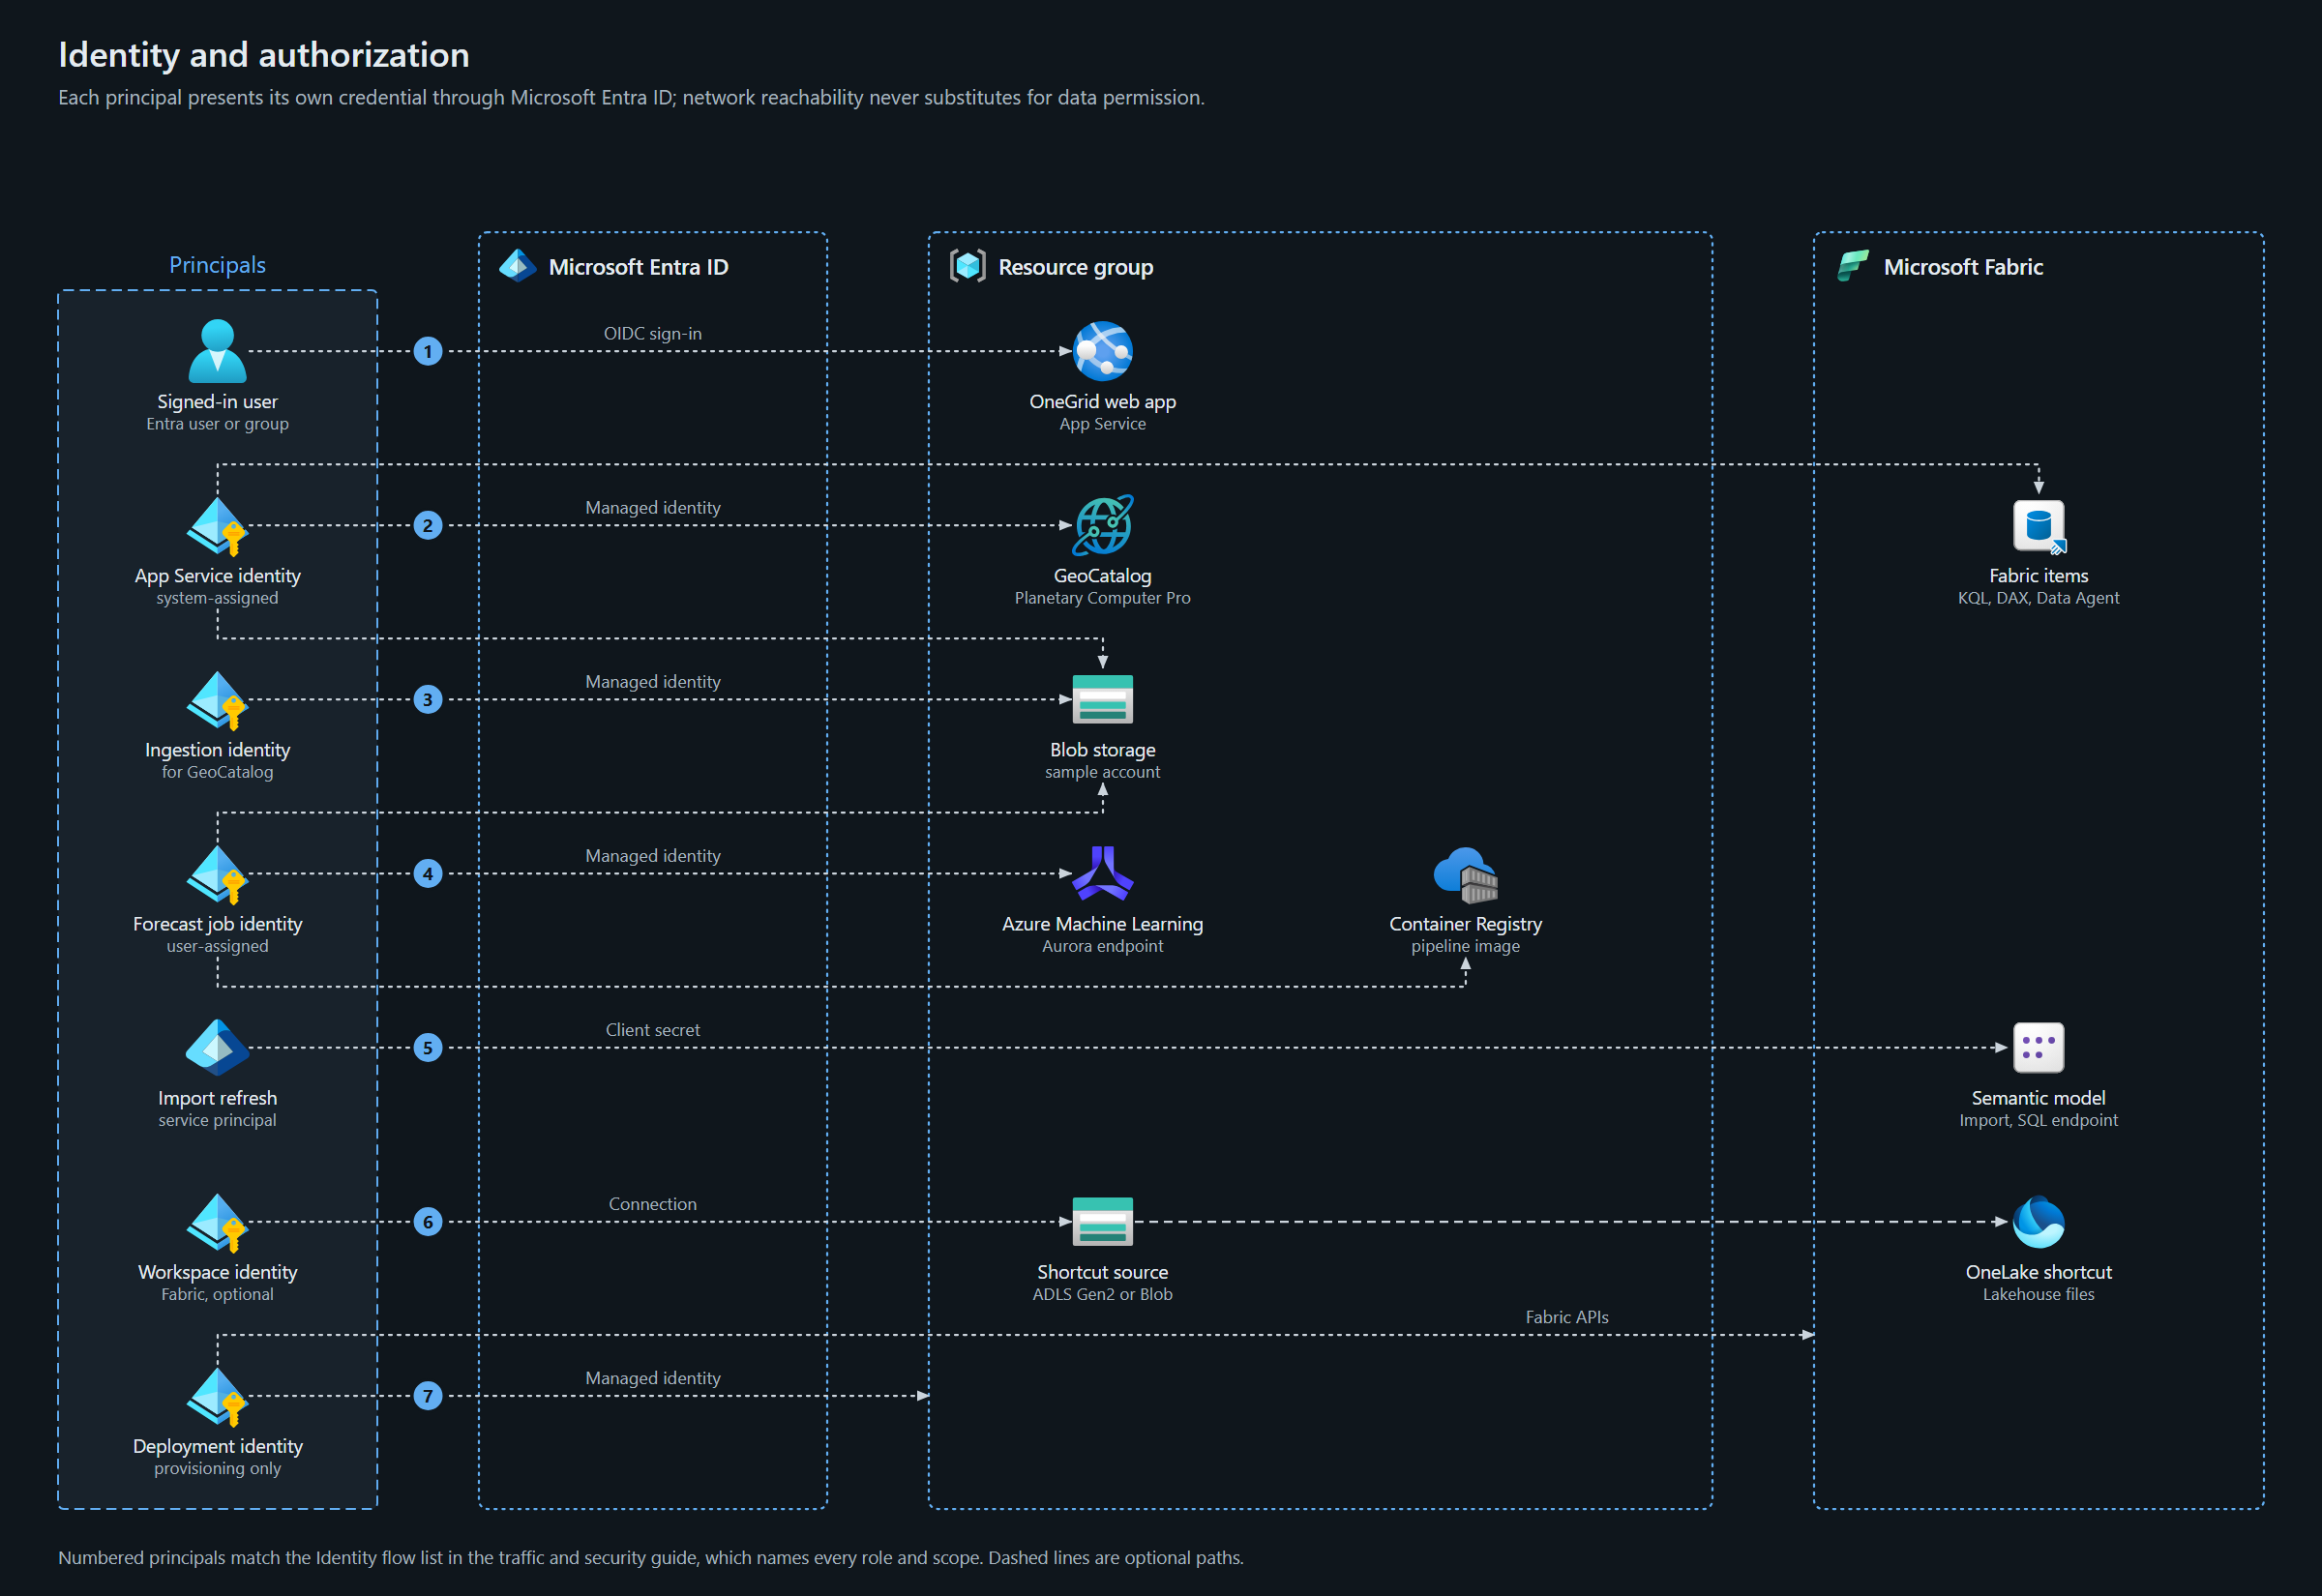 Identity and authorization
Each principal presents its own credential through Microsoft Entra ID; network reachability never substitutes for data permission.
Principals
Microsoft Entra ID
Resource group
Microsoft Fabric
1
OIDC sign-in
Signed-in user
Entra user or group
OneGrid web app
App Service
2
Managed identity
App Service identity
system-assigned
GeoCatalog
Planetary Computer Pro
Fabric items
KQL, DAX, Data Agent
3
Managed identity
Ingestion identity
for GeoCatalog
Blob storage
sample account
4
Managed identity
Forecast job identity
user-assigned
Azure Machine Learning
Aurora endpoint
Container Registry
pipeline image
5
Client secret
Import refresh
service principal
Semantic model
Import, SQL endpoint
6
Connection
Workspace identity
Fabric, optional
Shortcut source
ADLS Gen2 or Blob
OneLake shortcut
Lakehouse files
Fabric APIs
7
Managed identity
Deployment identity
provisioning only
Numbered principals match the Identity flow list in the traffic and security guide, which names every role and scope. Dashed lines are optional paths.